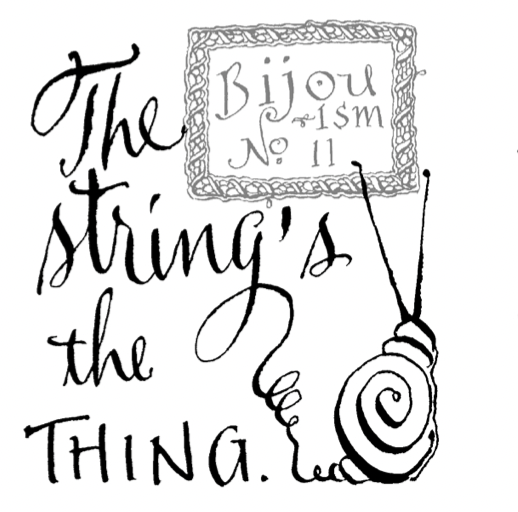 Bijou
-ism
No. 11
The
string's
the
THING.